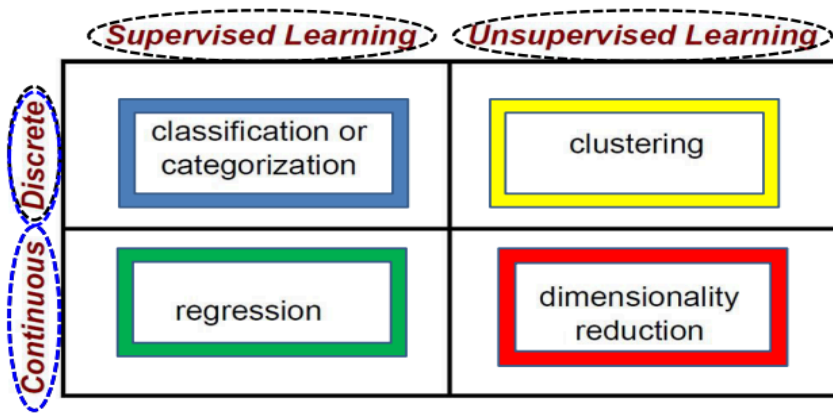 Supervised Learning
Unsupervised Learning
Discrete
classification or
categorization
clustering
Continuous
regression
dimensionality
reduction